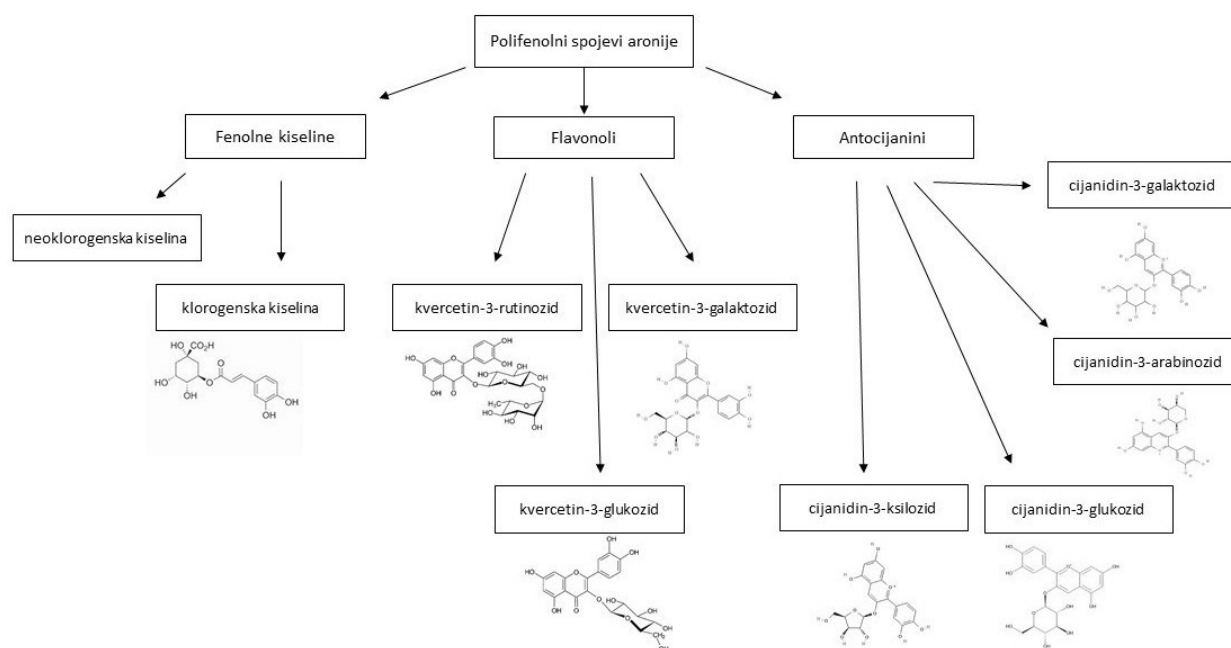 Polifenolni spojevi aronije
Fenolne kiseline
Flavonoli
Antocijanini
neoklorogenska kiselina
klorogenska kiselina
kvercetin-3-rutinozid
kvercetin-3-galaktozid
kvercetin-3-glukozid
cijanidin-3-galaktozid
cijanidin-3-arabinozid
cijanidin-3-ksilozid
cijanidin-3-glukozid